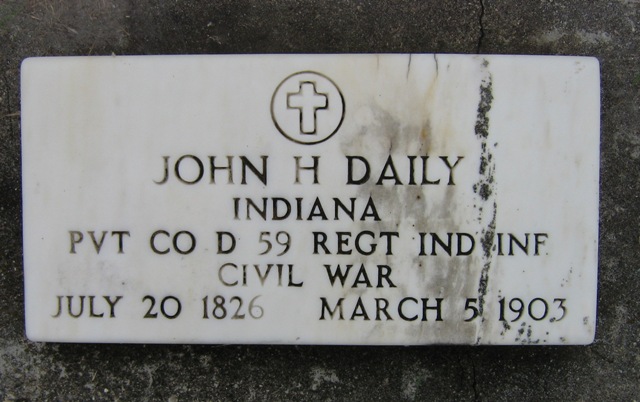 JOHN H DAILY
INDIANA
PVT CO D 59 REGT IND INF
CIVIL WAR
JULY 20 1826 MARCH 5 1903